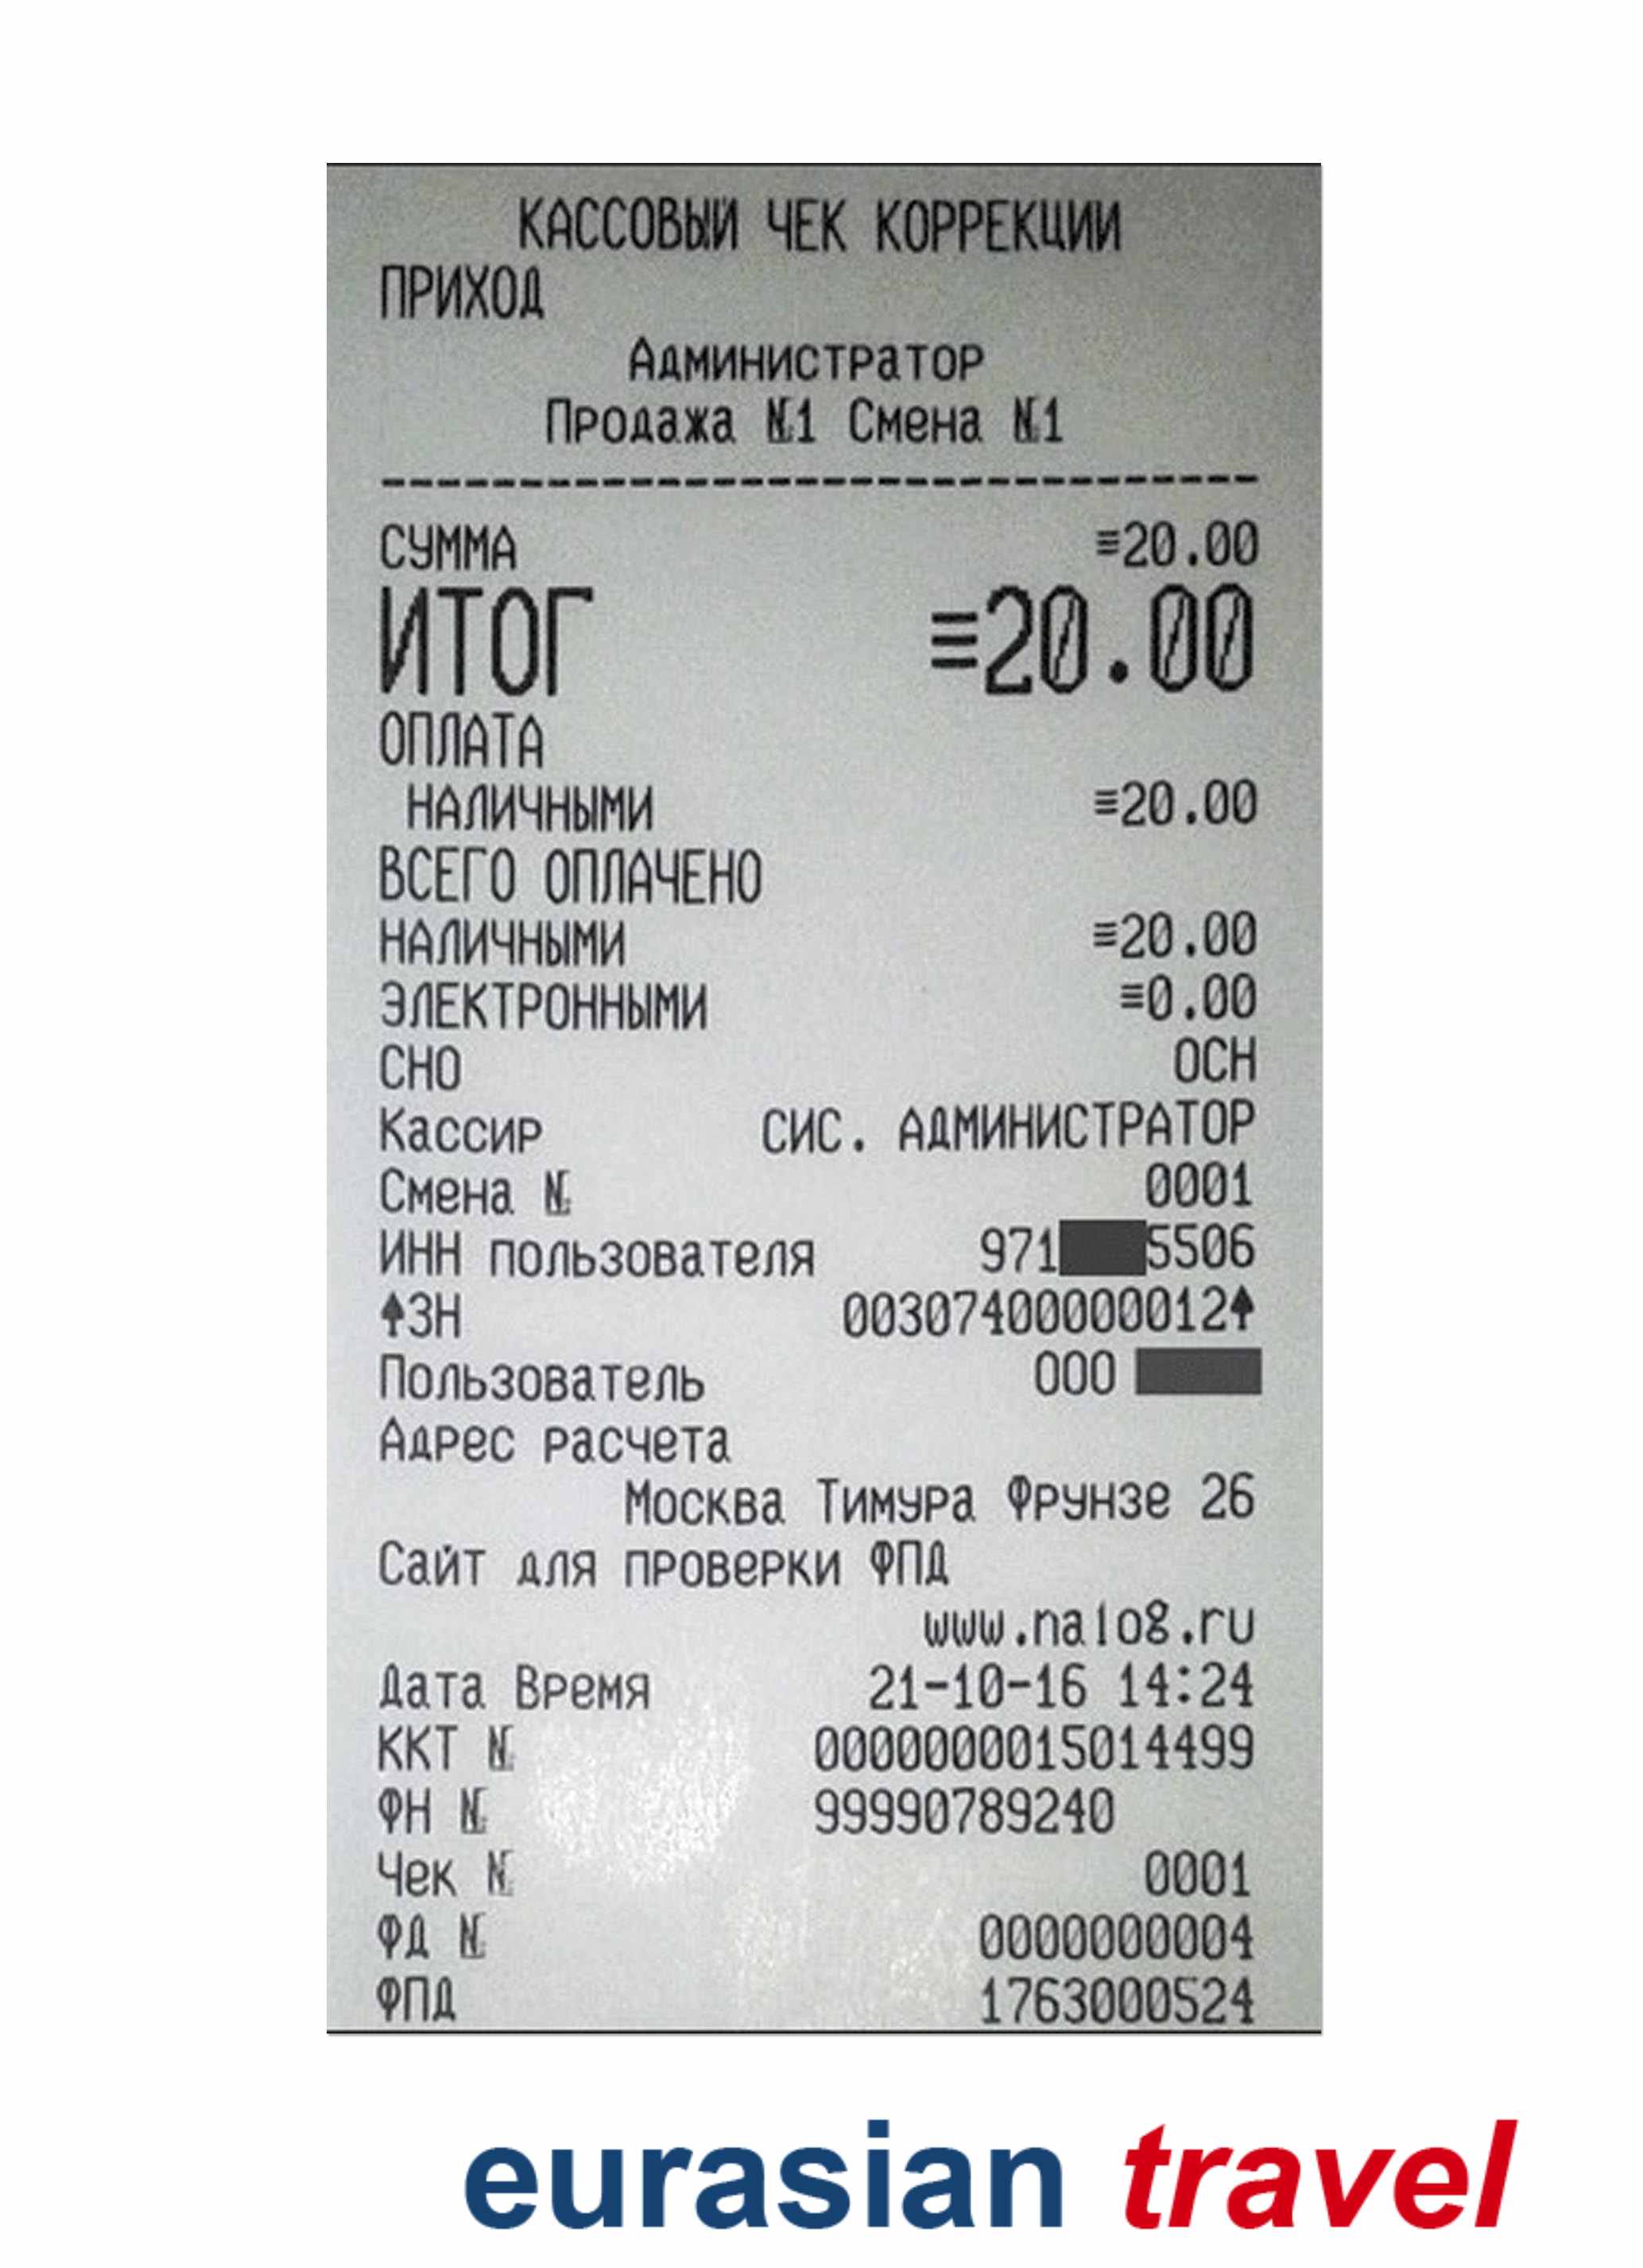 КАССОВЫЙ ЧЕК КОРРЕКЦИИ
ПРИХОД
Администратор
Продажа №1 Смена №1
--------------------------------
СУММА ≡20.00
ИТОГ ≡20.00
ОПЛАТА
НАЛИЧНЫМИ ≡20.00
ВСЕГО ОПЛАЧЕНО
НАЛИЧНЫМИ ≡20.00
ЭЛЕКТРОННЫМИ ≡0.00
СНО ОСН
Кассир СИС. АДМИНИСТРАТОР
Смена № 0001
ИНН пользователя 971 5506
ЗН 00307400000012
Пользователь ООО
Адрес расчета
Москва Тимура Фрунзе 26
Сайт для проверки ФПД
www.nalog.ru
Дата Время 21-10-16 14:24
ККТ № 0000000015014499
ФН № 99990789240
Чек № 0001
ФД № 0000000004
ФПД 1763000524
eurasian travel